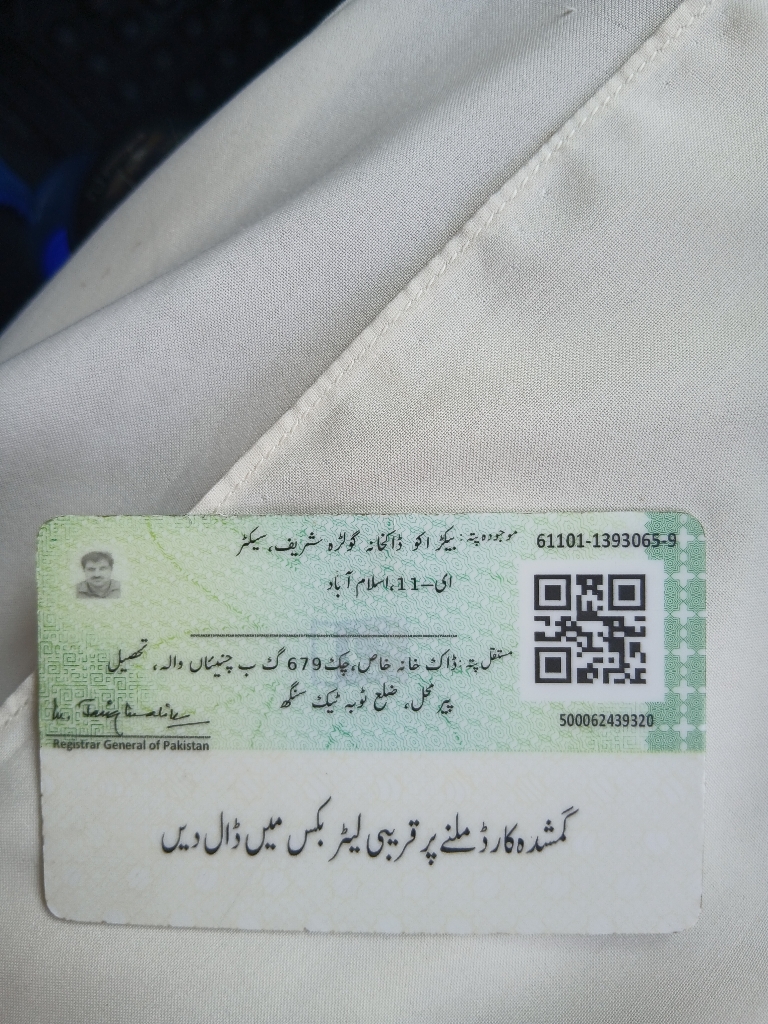 61101-1393065-9
موجودہ پتہ: بیکڑ اکو ڈاکخانہ گولڑہ شریف، سیکٹر
ای-11، اسلام آباد
مستقل پتہ: ڈاک خانہ خاص، چک 679 گ ب چنیناں والہ، تحصیل
پیر محل، ضلع ٹوبہ ٹیک سنگھ
500062439320
Registrar General of Pakistan
گمشدہ کارڈ ملنے پر قریبی لیٹر بکس میں ڈال دیں